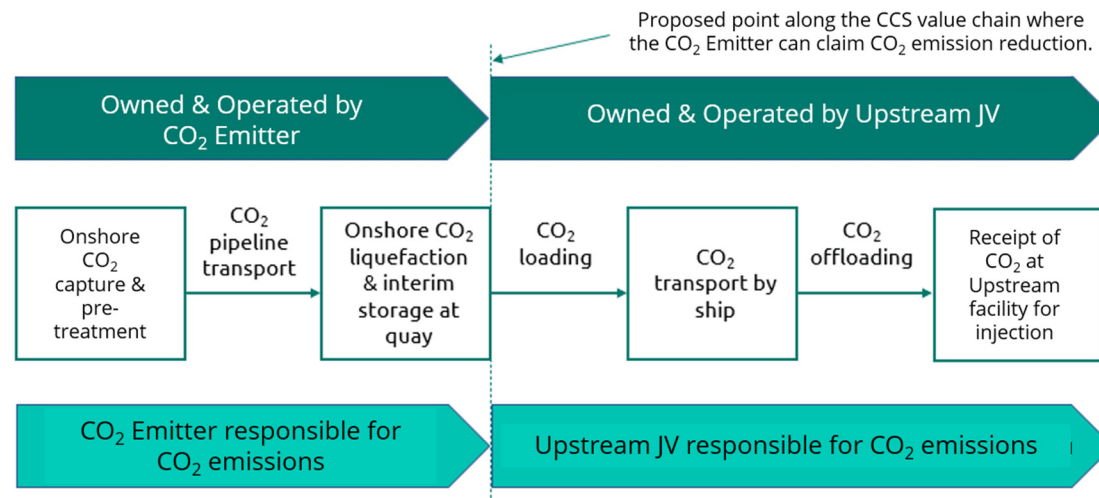 Proposed point along the CCS value chain where
the CO₂ Emitter can claim CO₂ emission reduction.
Owned & Operated by
CO₂ Emitter
Owned & Operated by Upstream JV
Onshore
CO₂
capture &
pre-
treatment
CO₂
pipeline
transport
Onshore CO₂
liquefaction
& interim
storage at
quay
CO₂
loading
CO₂
transport by
ship
CO₂
offloading
Receipt of
CO₂ at
Upstream
facility for
injection
CO₂ Emitter responsible for
CO₂ emissions
Upstream JV responsible for CO₂ emissions